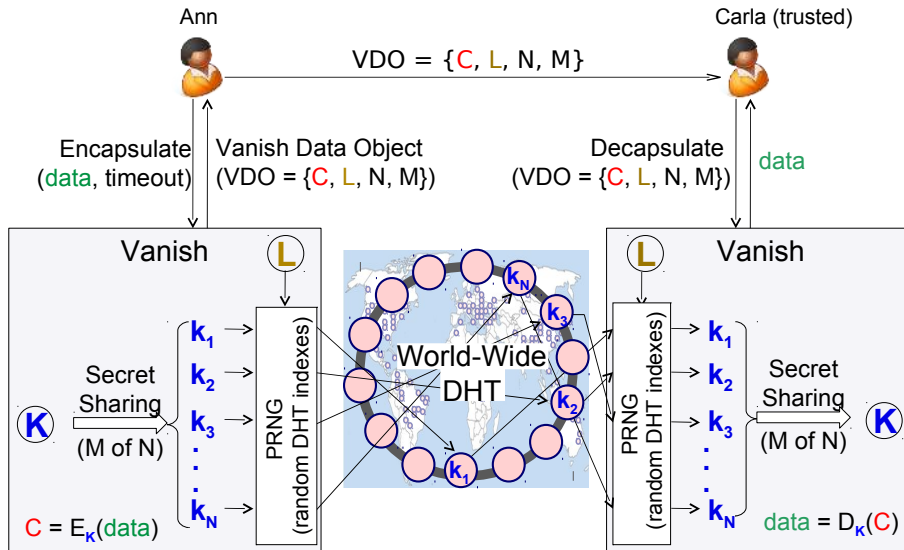 Ann
Carla (trusted)
VDO = {C, L, N, M}
Encapsulate
(data, timeout)
Vanish Data Object
(VDO = {C, L, N, M})
Decapsulate
(VDO = {C, L, N, M})
data
Vanish
L
K
Secret
Sharing
(M of N)
k1
k2
k3
.
.
.
kN
PRNG
(random DHT indexes)
C = EK(data)
World-Wide
DHT
kN
k3
k2
k1
Vanish
L
PRNG
(random DHT indexes)
k1
k2
k3
.
.
.
kN
Secret
Sharing
(M of N)
K
data = DK(C)